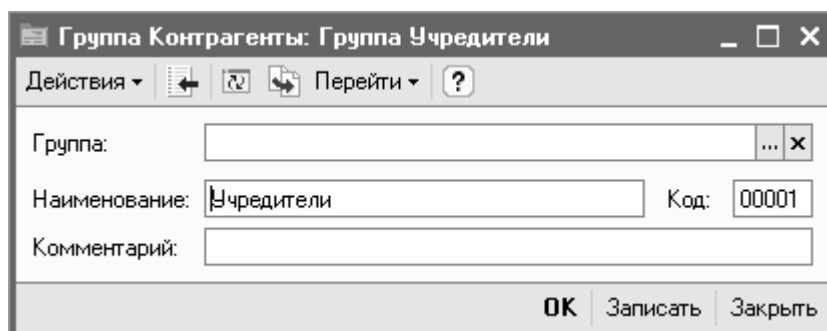 Группа Контрагенты: Группа Учредители
Действия Перейти ?
Группа: ...
Наименование: Учредители Код: 00001
Комментарий:
OK Записать Закрыть